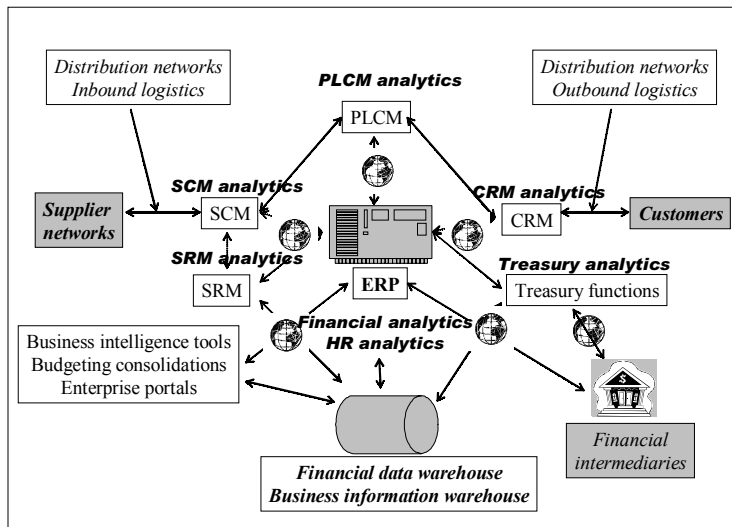 Distribution networks
Inbound logistics
PLCM analytics
PLCM
Distribution networks
Outbound logistics
SCM analytics
SCM
Supplier
networks
CRM analytics
CRM
Customers
SRM analytics
SRM
ERP
Treasury analytics
Treasury functions
Business intelligence tools
Budgeting consolidations
Enterprise portals
Financial analytics
HR analytics
$
Financial
intermediaries
Financial data warehouse
Business information warehouse